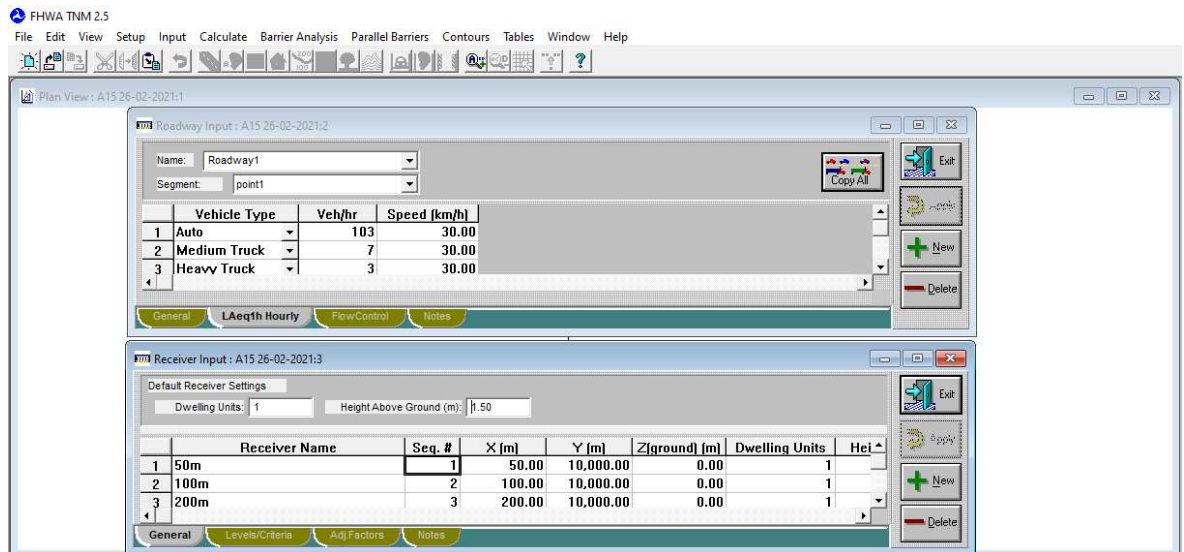 FHWA TNM 2.5
File Edit View Setup Input Calculate Barrier Analysis Parallel Barriers Contours Tables Window Help
Plan View : A15 26-02-2021:1
Roadway Input : A15 26-02-2021:2
Name: Roadway1
Segment: point1
Copy All
Exit
Apply
New
Delete
Vehicle Type Veh/hr Speed (km/h)
1 Auto 103 30.00
2 Medium Truck 7 30.00
3 Heavy Truck 3 30.00
General LAeq1h Hourly FlowControl Notes
Receiver Input : A15 26-02-2021:3
Default Receiver Settings
Dwelling Units: 1 Height Above Ground (m): 1.50
Exit
Apply
New
Delete
Receiver Name Seq. # X (m) Y (m) Z(ground) (m) Dwelling Units Hei
1 50m 1 50.00 10,000.00 0.00 1
2 100m 2 100.00 10,000.00 0.00 1
3 200m 3 200.00 10,000.00 0.00 1
General Levels/Criteria Adj.Factors Notes